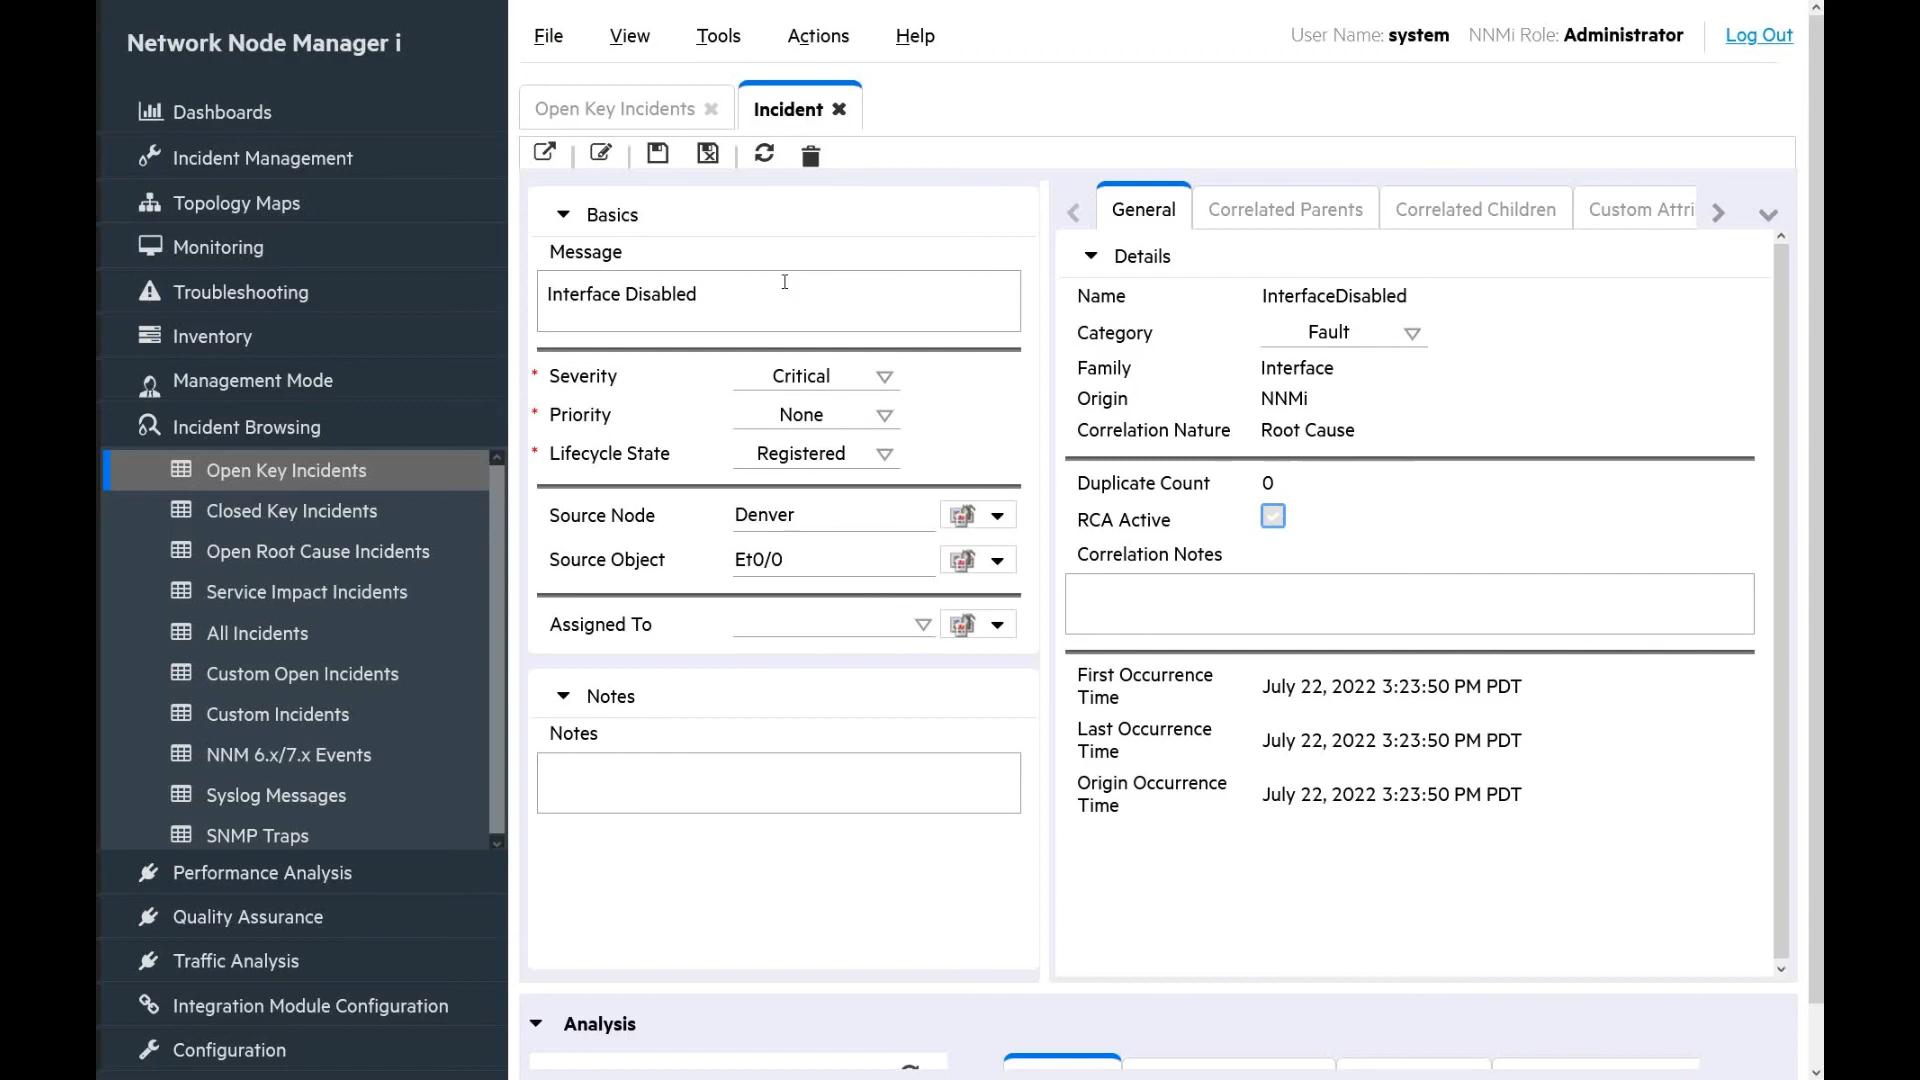 Network Node Manager i
File View Tools Actions Help
User Name: system NNMi Role: Administrator Log Out
Dashboards
Incident Management
Topology Maps
Monitoring
Troubleshooting
Inventory
Management Mode
Incident Browsing
Open Key Incidents
Closed Key Incidents
Open Root Cause Incidents
Service Impact Incidents
All Incidents
Custom Open Incidents
Custom Incidents
NNM 6.x/7.x Events
Syslog Messages
SNMP Traps
Performance Analysis
Quality Assurance
Traffic Analysis
Integration Module Configuration
Configuration
Open Key Incidents Incident
Basics
Message
Interface Disabled
* Severity Critical
* Priority None
* Lifecycle State Registered
Source Node Denver
Source Object Et0/0
Assigned To
Notes
Notes
General Correlated Parents Correlated Children Custom Attri
Details
Name InterfaceDisabled
Category Fault
Family Interface
Origin NNMi
Correlation Nature Root Cause
Duplicate Count 0
RCA Active
Correlation Notes
First Occurrence
Time
July 22, 2022 3:23:50 PM PDT
Last Occurrence
Time
July 22, 2022 3:23:50 PM PDT
Origin Occurrence
Time
July 22, 2022 3:23:50 PM PDT
Analysis